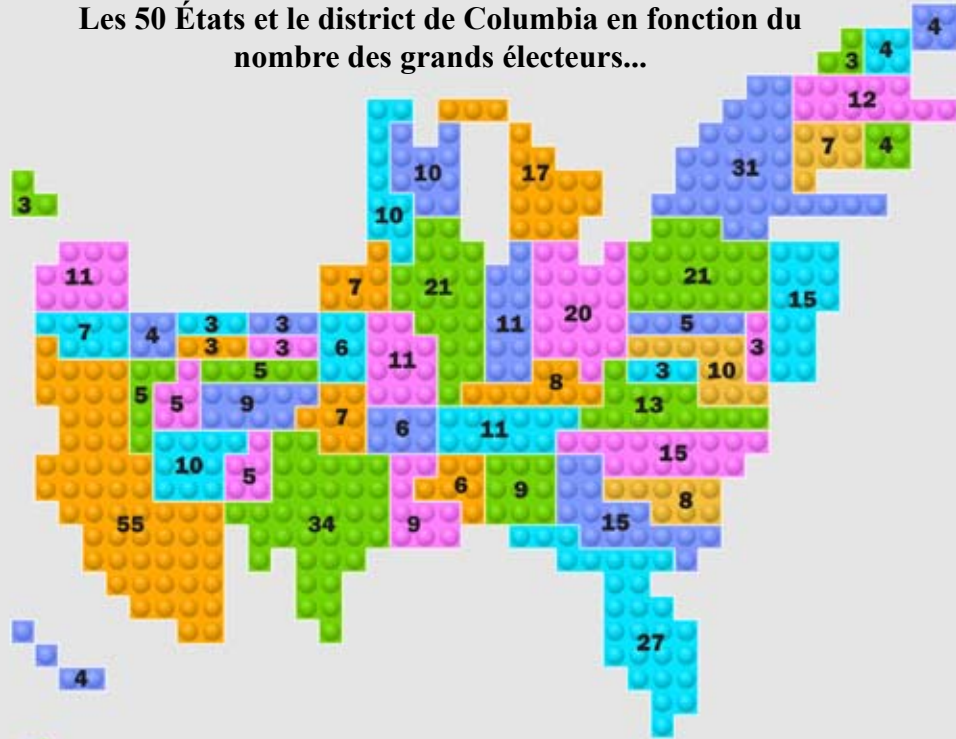 Les 50 États et le district de Columbia en fonction du
nombre des grands électeurs...
4
3 4
12
7 4
31
10 17
3
10
11 7 21 20 21 15
7 4 3 3 6 11 5
3 3 11 3
5 3 10
5 5 9 7 8 13
6 11
10 5 15
6 9 8
55 34 9 15
27
4